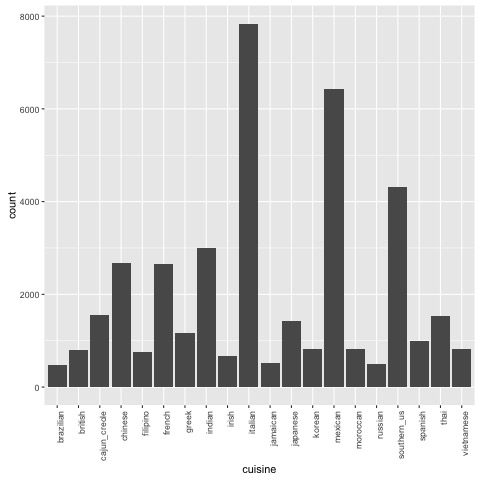 8000
6000
4000
2000
0
count
brazilian
british
cajun_creole
chinese
filipino
french
greek
indian
irish
italian
jamaican
japanese
korean
mexican
moroccan
russian
southern_us
spanish
thai
vietnamese
cuisine